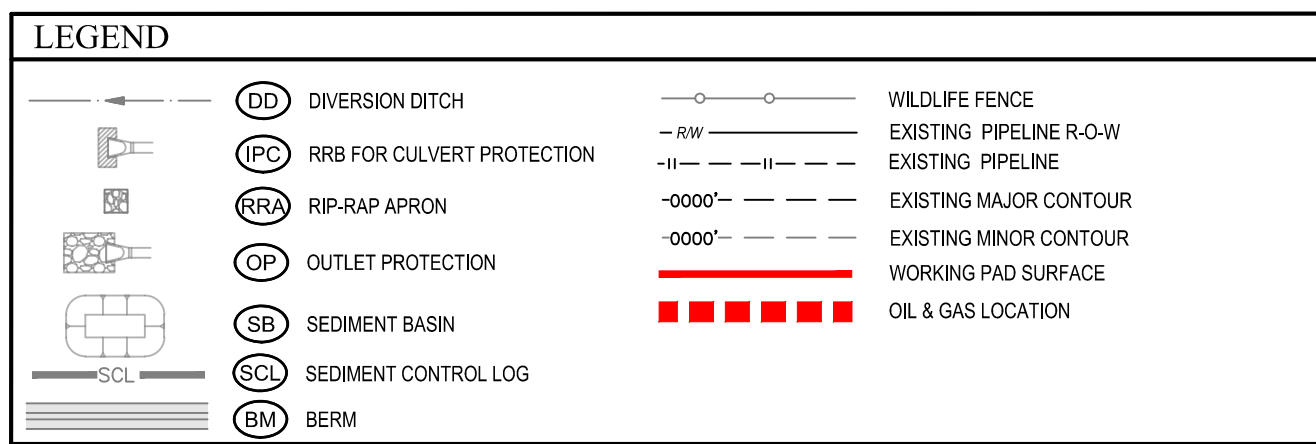 LEGEND
DD DIVERSION DITCH
IPC RRB FOR CULVERT PROTECTION
RRA RIP-RAP APRON
OP OUTLET PROTECTION
SB SEDIMENT BASIN
SCL SCL SEDIMENT CONTROL LOG
BM BERM
WILDLIFE FENCE
R/W EXISTING PIPELINE R-O-W
EXISTING PIPELINE
0000' EXISTING MAJOR CONTOUR
0000' EXISTING MINOR CONTOUR
WORKING PAD SURFACE
OIL & GAS LOCATION